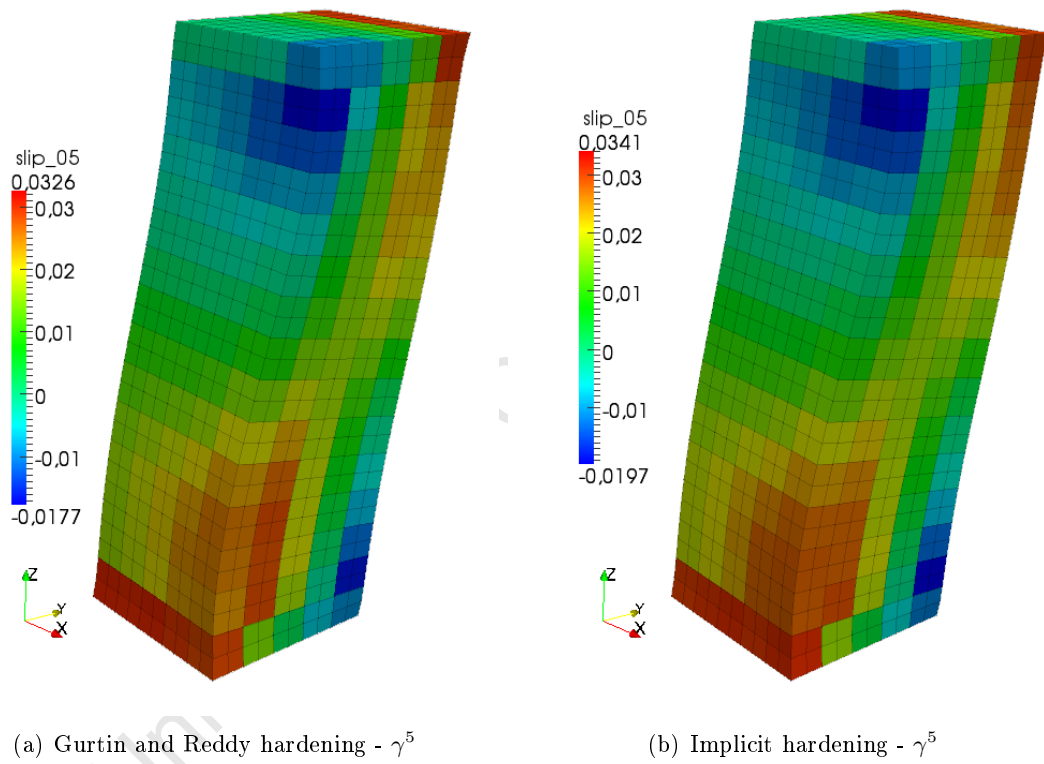 slip_05
0,0326
0,03
0,02
0,01
0
-0,01
-0,0177
Z
Y
X
(a) Gurtin and Reddy hardening - γ⁵
slip_05
0,0341
0,03
0,02
0,01
0
-0,01
-0,0197
Z
Y
X
(b) Implicit hardening - γ⁵